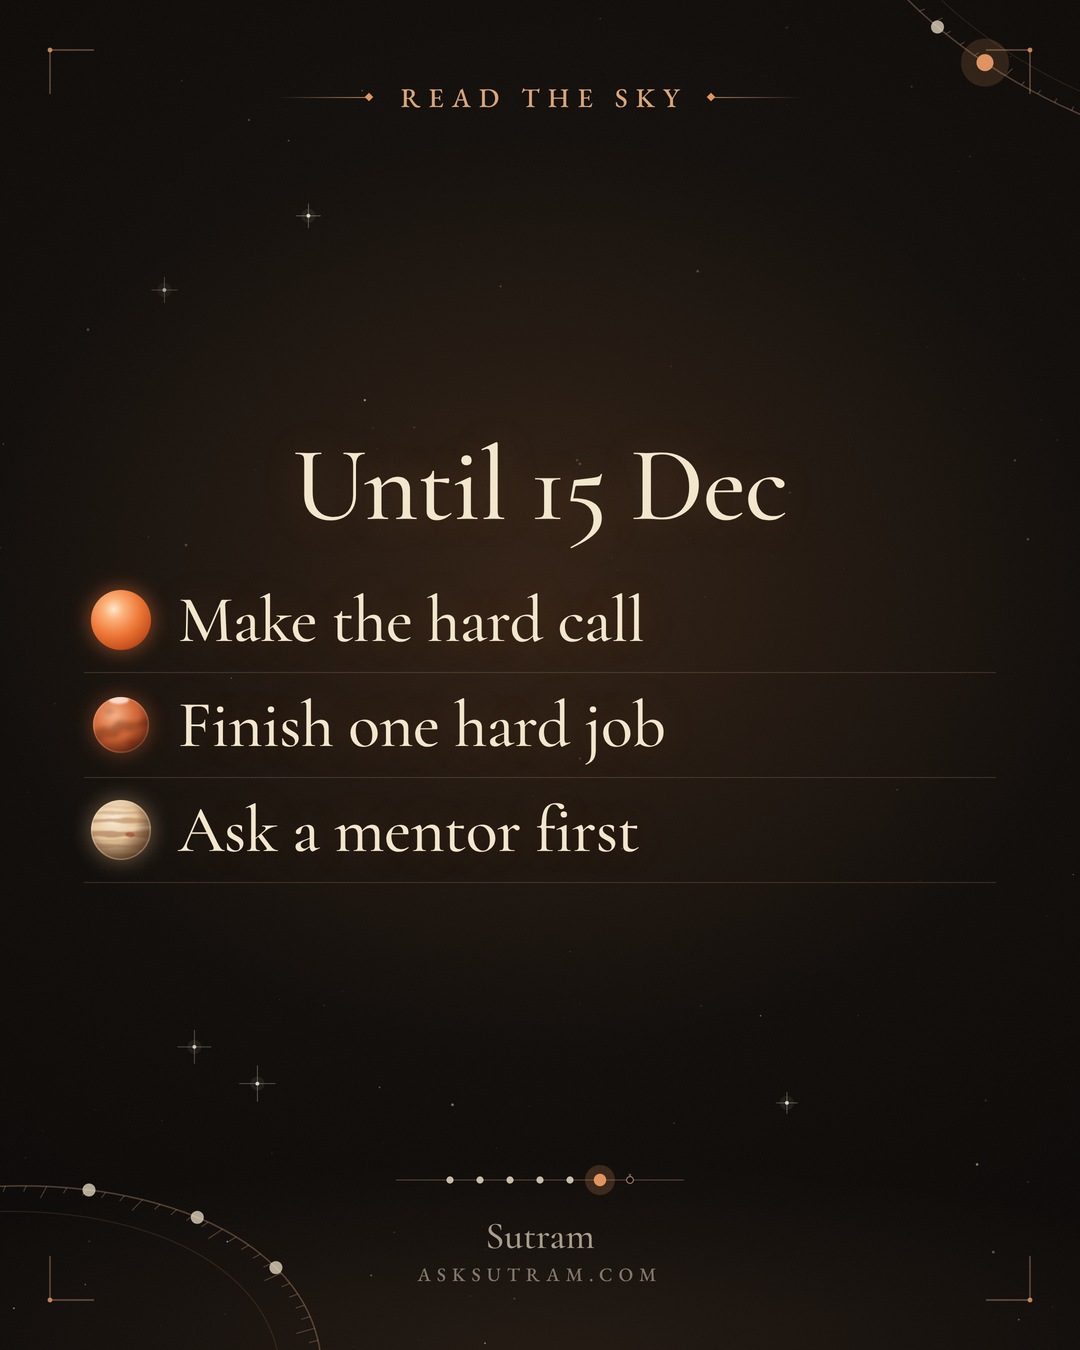 READ THE SKY
Until 15 Dec
Make the hard call
Finish one hard job
Ask a mentor first
Sutram
ASKSUTRAM.COM